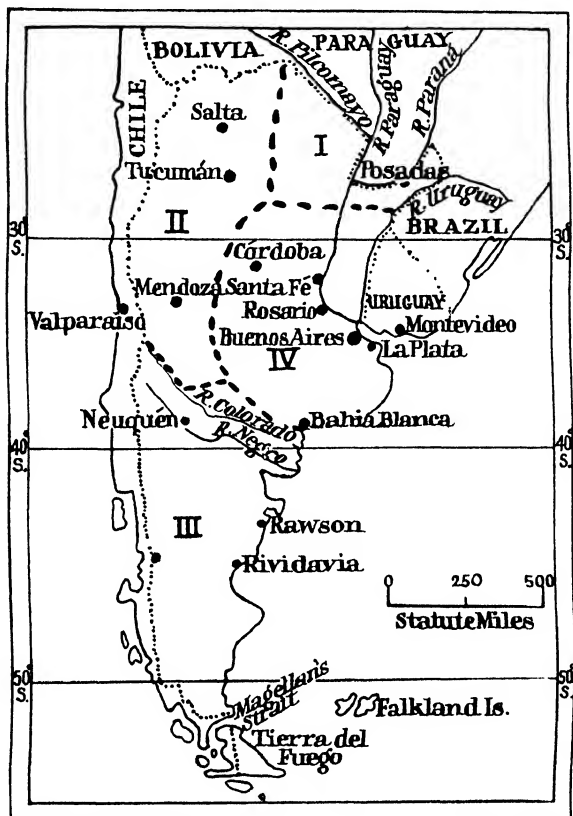 BOLIVIA
PARAGUAY
R. Pilcomayo
R. Paraguay
R. Paraná
CHILE
Salta
I
Tucumán
Posadas
R. Uruguay
BRAZIL
II
30°
S.
30°
S.
Córdoba
Mendoza
Santa Fé
Valparaiso
Rosario
URUGUAY
Montevideo
Buenos Aires
La Plata
IV
R. Colorado
Neuquén
R. Negro
Bahia Blanca
40°
S.
40°
S.
III
Rawson
Rividavia
0 250 500
Statute Miles
50°
S.
50°
S.
Magellan's
Strait
Falkland Is.
Tierra del
Fuego